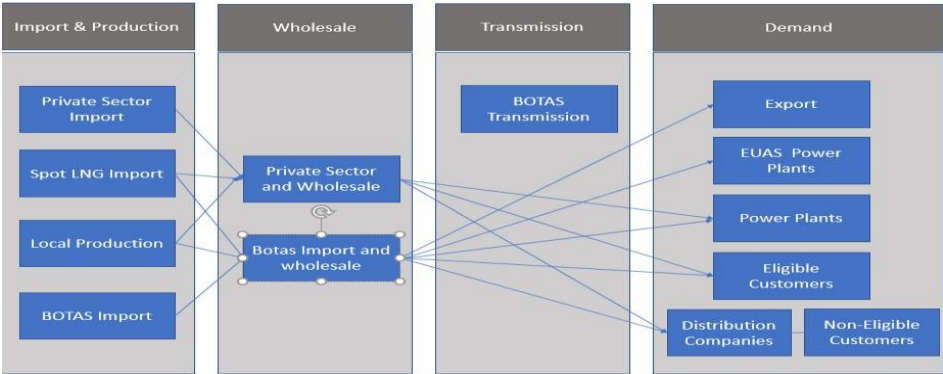 Import & Production
Wholesale
Transmission
Demand
Private Sector
Import
Spot LNG Import
Local Production
BOTAS Import
Private Sector
and Wholesale
Botas Import and
wholesale
BOTAS
Transmission
Export
EUAS Power
Plants
Power Plants
Eligible
Customers
Distribution
Companies
Non-Eligible
Customers